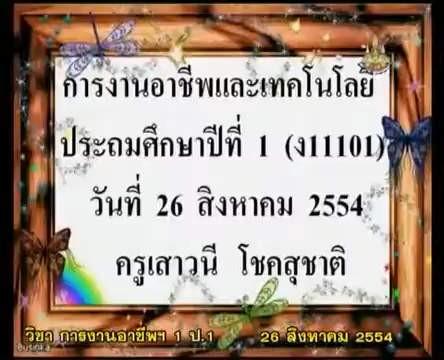 การงานอาชีพและเทคโนโลยี
ประถมศึกษาปีที่ 1 (ง11101)
วันที่ 26 สิงหาคม 2554
ครูเสาวนี โชคสุชาติ
วิชา การงานอาชีพฯ 1 ป.1 26 สิงหาคม 2554